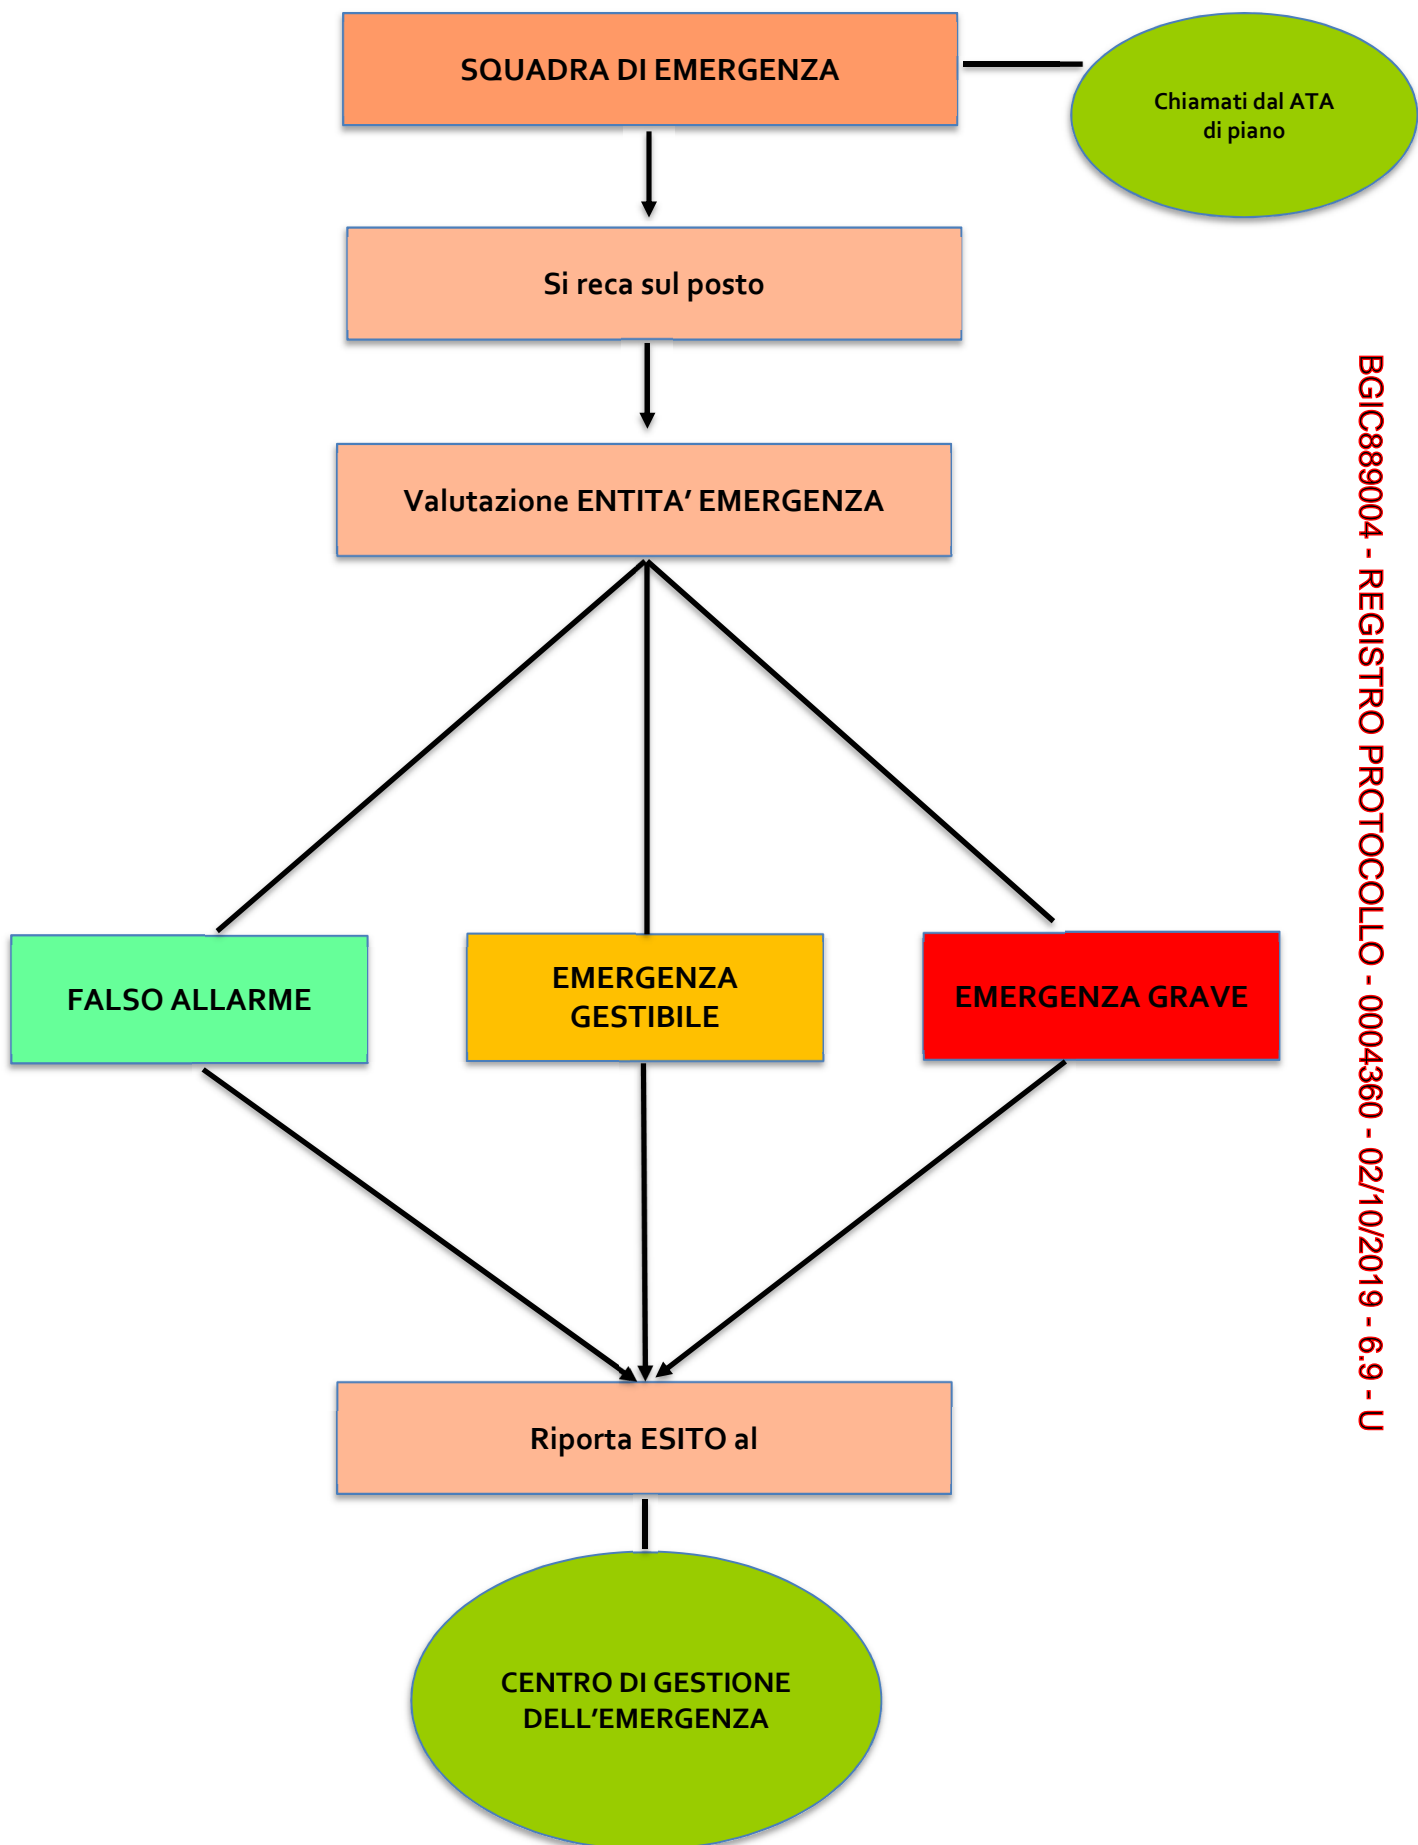 SQUADRA DI EMERGENZA
Chiamati dal ATA
di piano
Si reca sul posto
Valutazione ENTITA’ EMERGENZA
FALSO ALLARME
EMERGENZA
GESTIBILE
EMERGENZA GRAVE
Riporta ESITO al
CENTRO DI GESTIONE
DELL’EMERGENZA
BGIC889004 - REGISTRO PROTOCOLLO - 0004360 - 02/10/2019 - 6.9 - U